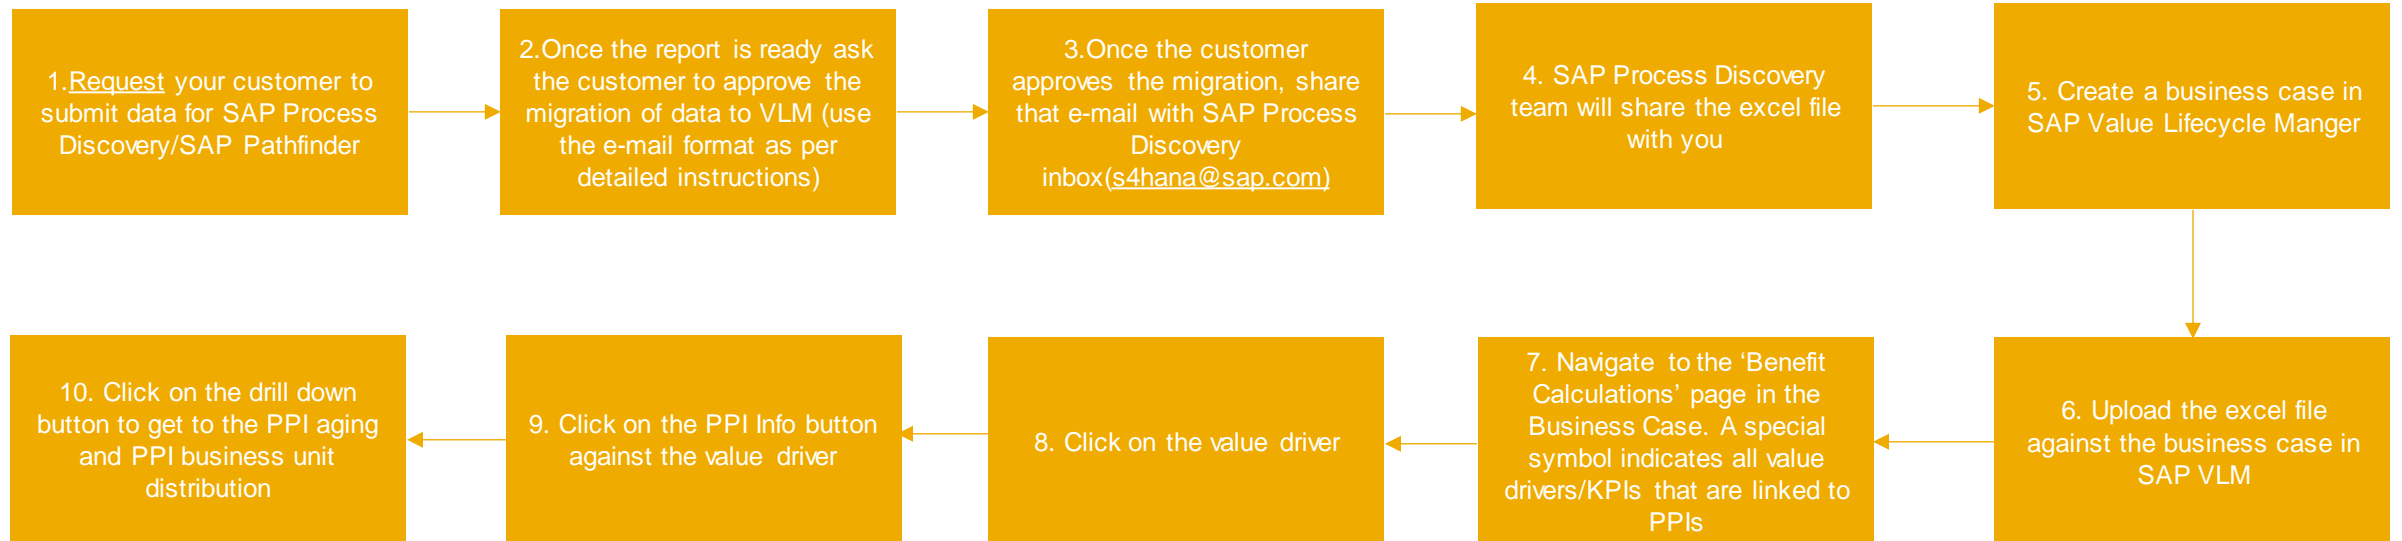 1.Request your customer to
submit data for SAP Process
Discovery/SAP Pathfinder
2.Once the report is ready ask
the customer to approve the
migration of data to VLM (use
the e-mail format as per
detailed instructions)
3.Once the customer
approves the migration, share
that e-mail with SAP Process
Discovery
inbox(s4hana@sap.com)
4. SAP Process Discovery
team will share the excel file
with you
5. Create a business case in
SAP Value Lifecycle Manger
10. Click on the drill down
button to get to the PPI aging
and PPI business unit
distribution
9. Click on the PPI Info button
against the value driver
8. Click on the value driver
7. Navigate to the ‘Benefit
Calculations’ page in the
Business Case. A special
symbol indicates all value
drivers/KPIs that are linked to
PPIs
6. Upload the excel file
against the business case in
SAP VLM